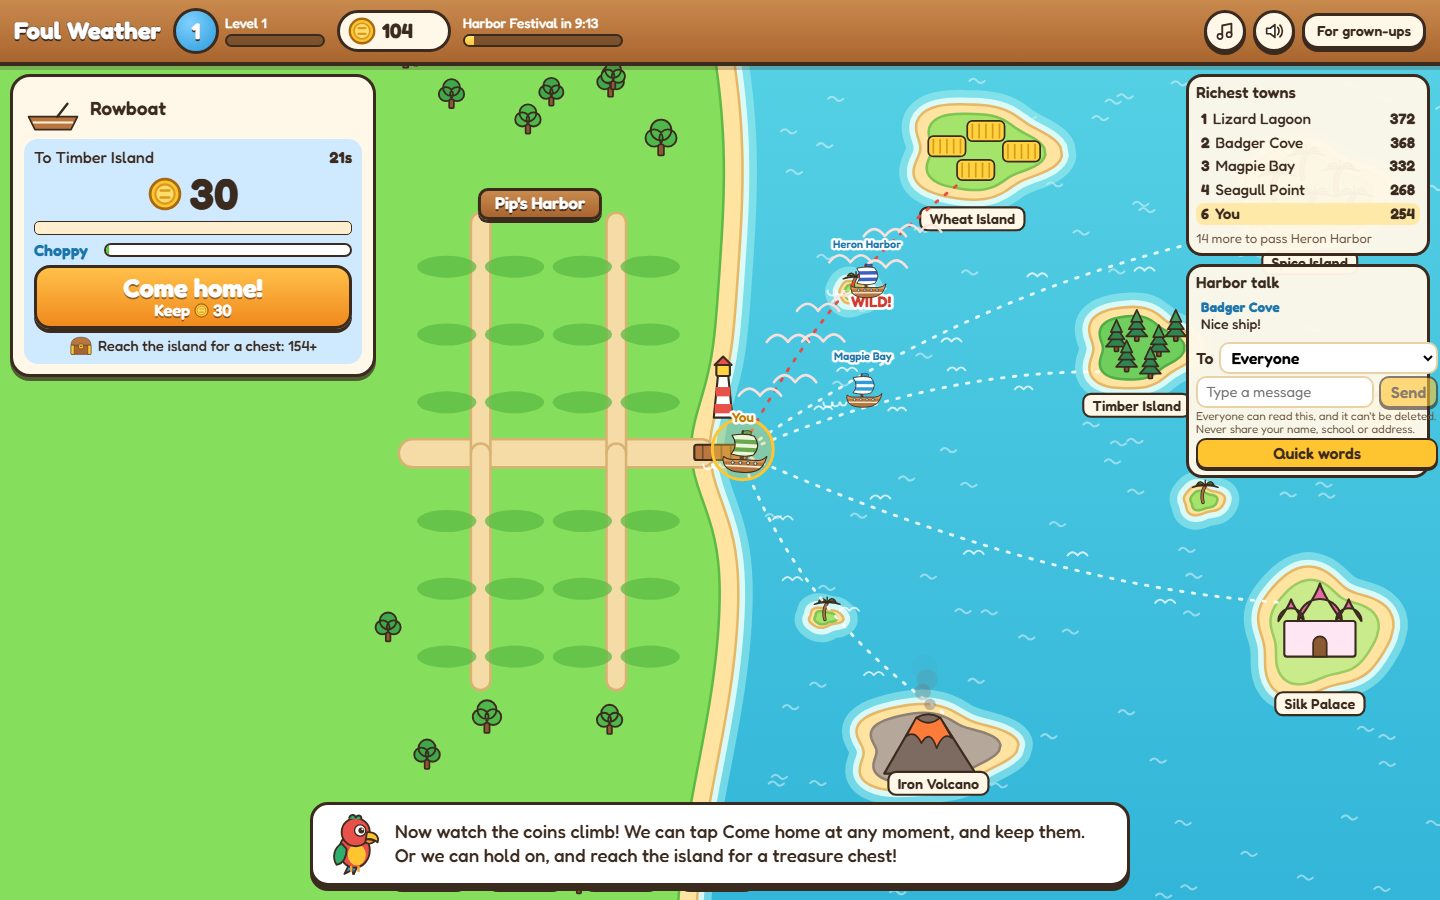 Foul Weather
1
Level 1
104
Harbor Festival in 9:13
For grown-ups
Rowboat
To Timber Island 21s
30
Choppy
Come home!
Keep 30
Reach the island for a chest: 154+
Pip's Harbor
Wheat Island
Heron Harbor
WILD!
Magpie Bay
You
Spice Island
Timber Island
Silk Palace
Iron Volcano
Richest towns
1 Lizard Lagoon 372
2 Badger Cove 368
3 Magpie Bay 332
4 Seagull Point 268
6 You 254
14 more to pass Heron Harbor
Harbor talk
Badger Cove
Nice ship!
To Everyone
Type a message Send
Everyone can read this, and it can't be deleted.
Never share your name, school or address.
Quick words
Now watch the coins climb! We can tap Come home at any moment, and keep them.
Or we can hold on, and reach the island for a treasure chest!